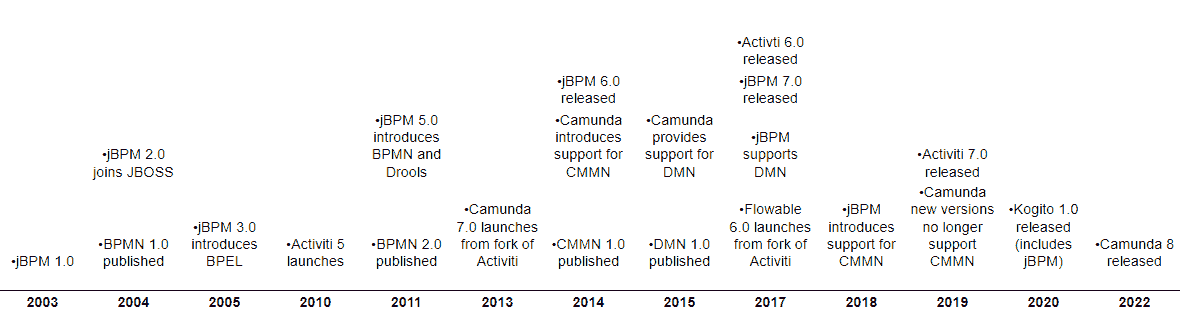 •jBPM 1.0
2003
•jBPM 2.0
joins JBOSS
•BPMN 1.0
published
2004
•jBPM 3.0
introduces
BPEL
2005
•Activiti 5
launches
2010
•jBPM 5.0
introduces
BPMN and
Drools
•BPMN 2.0
published
2011
•Camunda
7.0 launches
from fork of
Activiti
2013
•jBPM 6.0
released
•Camunda
introduces
support for
CMMN
•CMMN 1.0
published
2014
•Camunda
provides
support for
DMN
•DMN 1.0
published
2015
•Activti 6.0
released
•jBPM 7.0
released
•jBPM
supports
DMN
•Flowable
6.0 launches
from fork of
Activiti
2017
•jBPM
introduces
support for
CMMN
2018
•Activiti 7.0
released
•Camunda
new versions
no longer
support
CMMN
2019
•Kogito 1.0
released
(includes
jBPM)
2020
•Camunda 8
released
2022